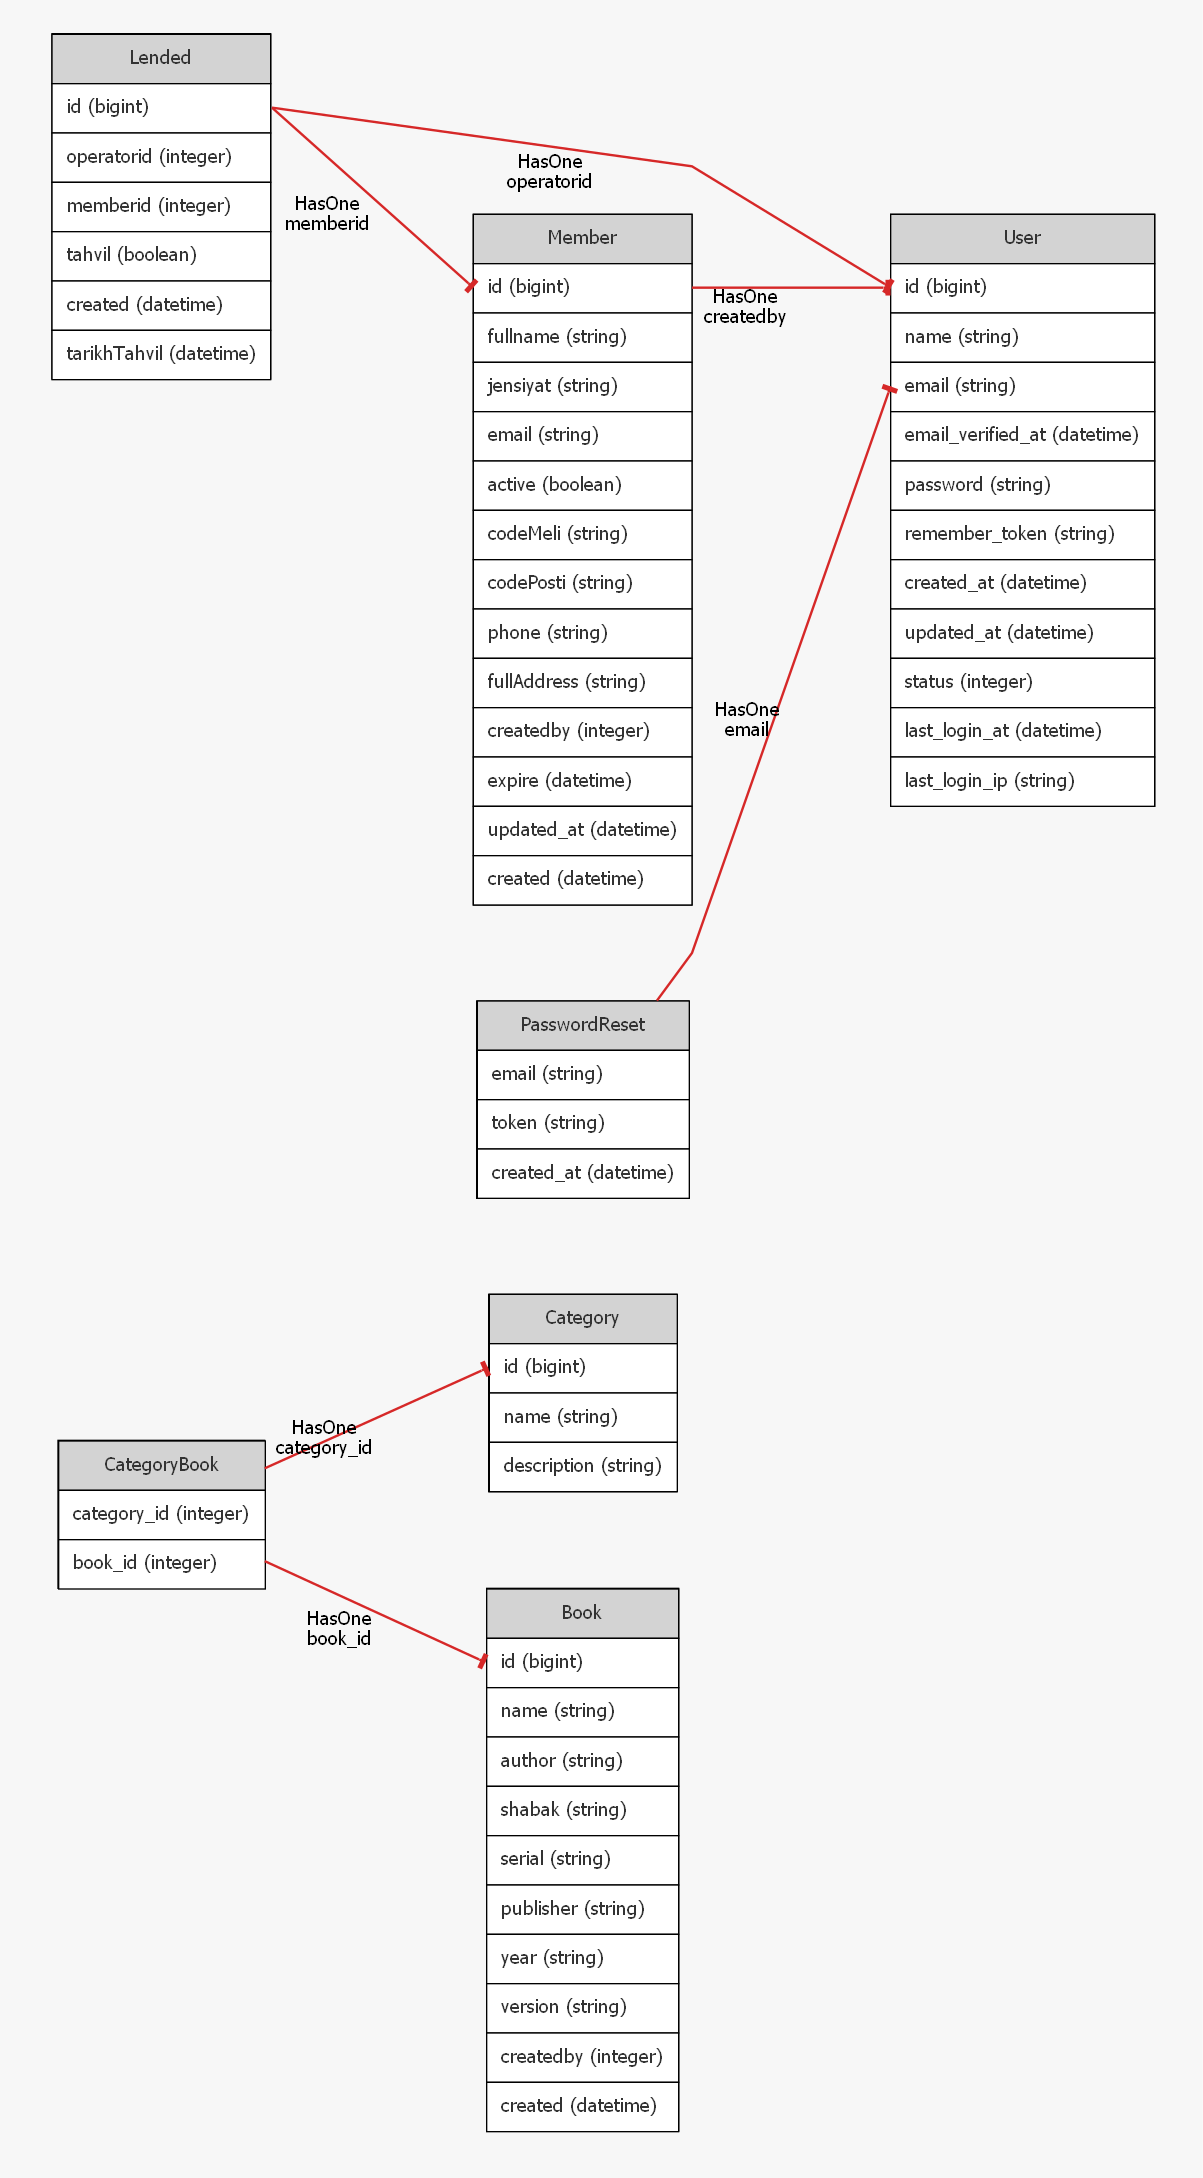 Lended
id (bigint)
operatorid (integer)
memberid (integer)
tahvil (boolean)
created (datetime)
tarikhTahvil (datetime)
HasOne
operatorid
HasOne
memberid
Member
id (bigint)
fullname (string)
jensiyat (string)
email (string)
active (boolean)
codeMeli (string)
codePosti (string)
phone (string)
fullAddress (string)
createdby (integer)
expire (datetime)
updated_at (datetime)
created (datetime)
HasOne
createdby
User
id (bigint)
name (string)
email (string)
email_verified_at (datetime)
password (string)
remember_token (string)
created_at (datetime)
updated_at (datetime)
status (integer)
last_login_at (datetime)
last_login_ip (string)
HasOne
email
PasswordReset
email (string)
token (string)
created_at (datetime)
Category
id (bigint)
name (string)
description (string)
HasOne
category_id
CategoryBook
category_id (integer)
book_id (integer)
HasOne
book_id
Book
id (bigint)
name (string)
author (string)
shabak (string)
serial (string)
publisher (string)
year (string)
version (string)
createdby (integer)
created (datetime)